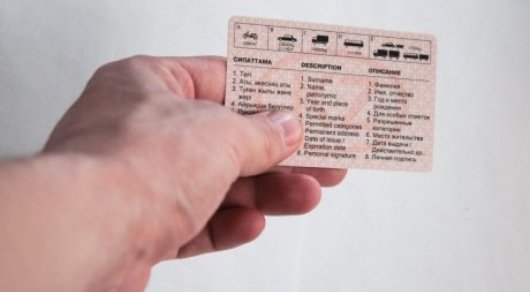 A B C D E
СИПАТТАМА DESCRIPTION ОПИСАНИЕ
1. Тегі
2. Аты, әкесінің аты
3. Туған жылы және
жері
4. Айрықша белгілер
1. Surname
2. Name,
patronymic
3. Year and place
of birth
4. Special marks
Permitted categories
Permanent address
Date of issue /
Expiration date
8. Personal signature
1. Фамилия
2. Имя, отчество
3. Год и место
рождения
4. Для особых отметок
5. Разрешенные
категории
6. Место жительства
7. Дата выдачи /
Действительно до...
8. Личная подпись